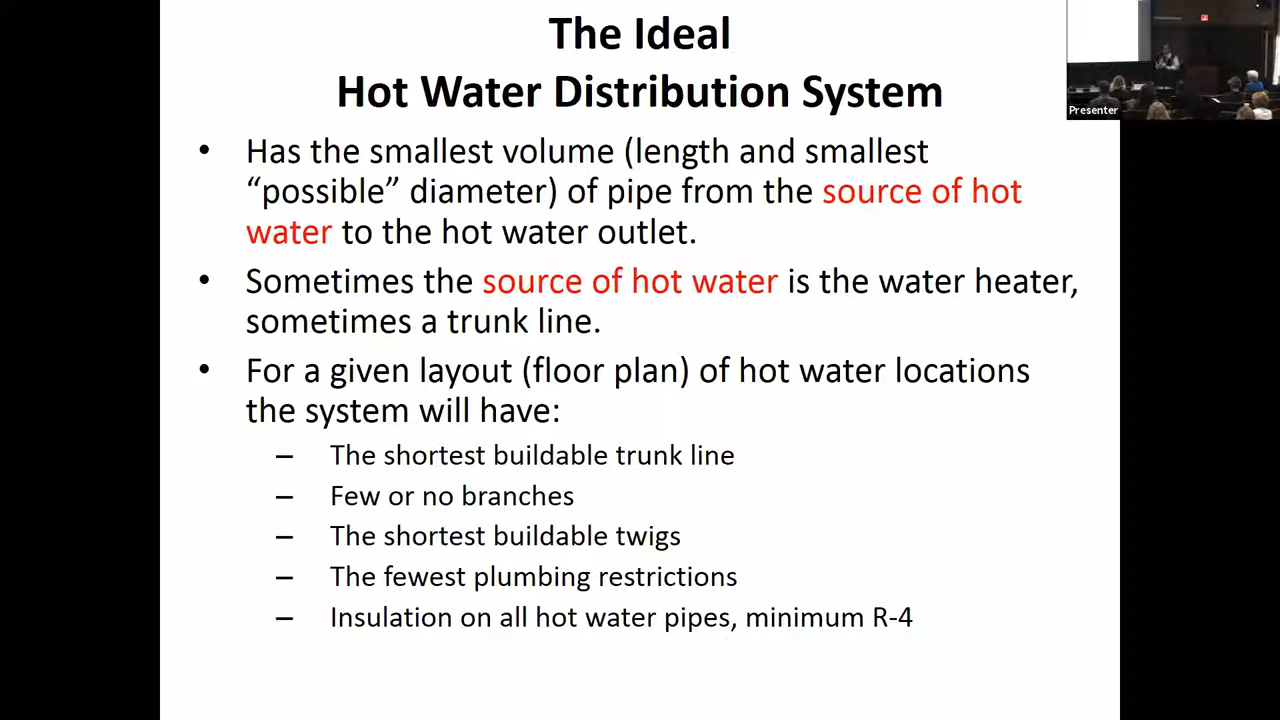 The Ideal
Hot Water Distribution System
• Has the smallest volume (length and smallest
“possible” diameter) of pipe from the source of hot
water to the hot water outlet.
• Sometimes the source of hot water is the water heater,
sometimes a trunk line.
• For a given layout (floor plan) of hot water locations
the system will have:
– The shortest buildable trunk line
– Few or no branches
– The shortest buildable twigs
– The fewest plumbing restrictions
– Insulation on all hot water pipes, minimum R-4
Presenter